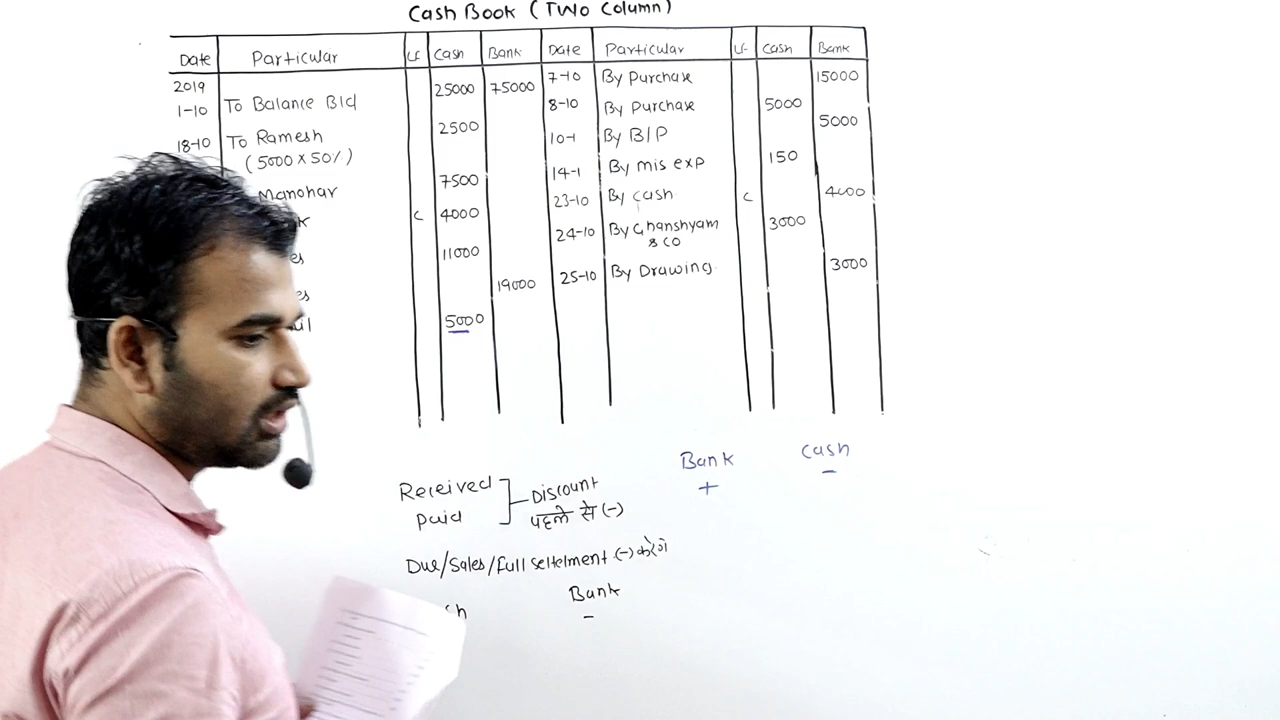 Cash Book (Two Column)
Date Particular LF Cash Bank Date Particular LF Cash Bank
2019 25000 75000 7-10 By Purchase 15000
1-10 To Balance B/d 8-10 By Purchase 5000
18-10 To Ramesh 2500 10-1 By B/P 5000
(5000 X 50%)
14-1 By mis exp 150
Manohar 7500 23-10 By cash C 4000
C 4000 24-10 By Ghanshyam 3000
& CO
11000 25-10 By Drawing. 3000
19000
5000
Bank Cash
+ -
Received Discount
Paid पहले से (-)
Due/Sales/Full Settelment (-) करेंगे
Bank
-